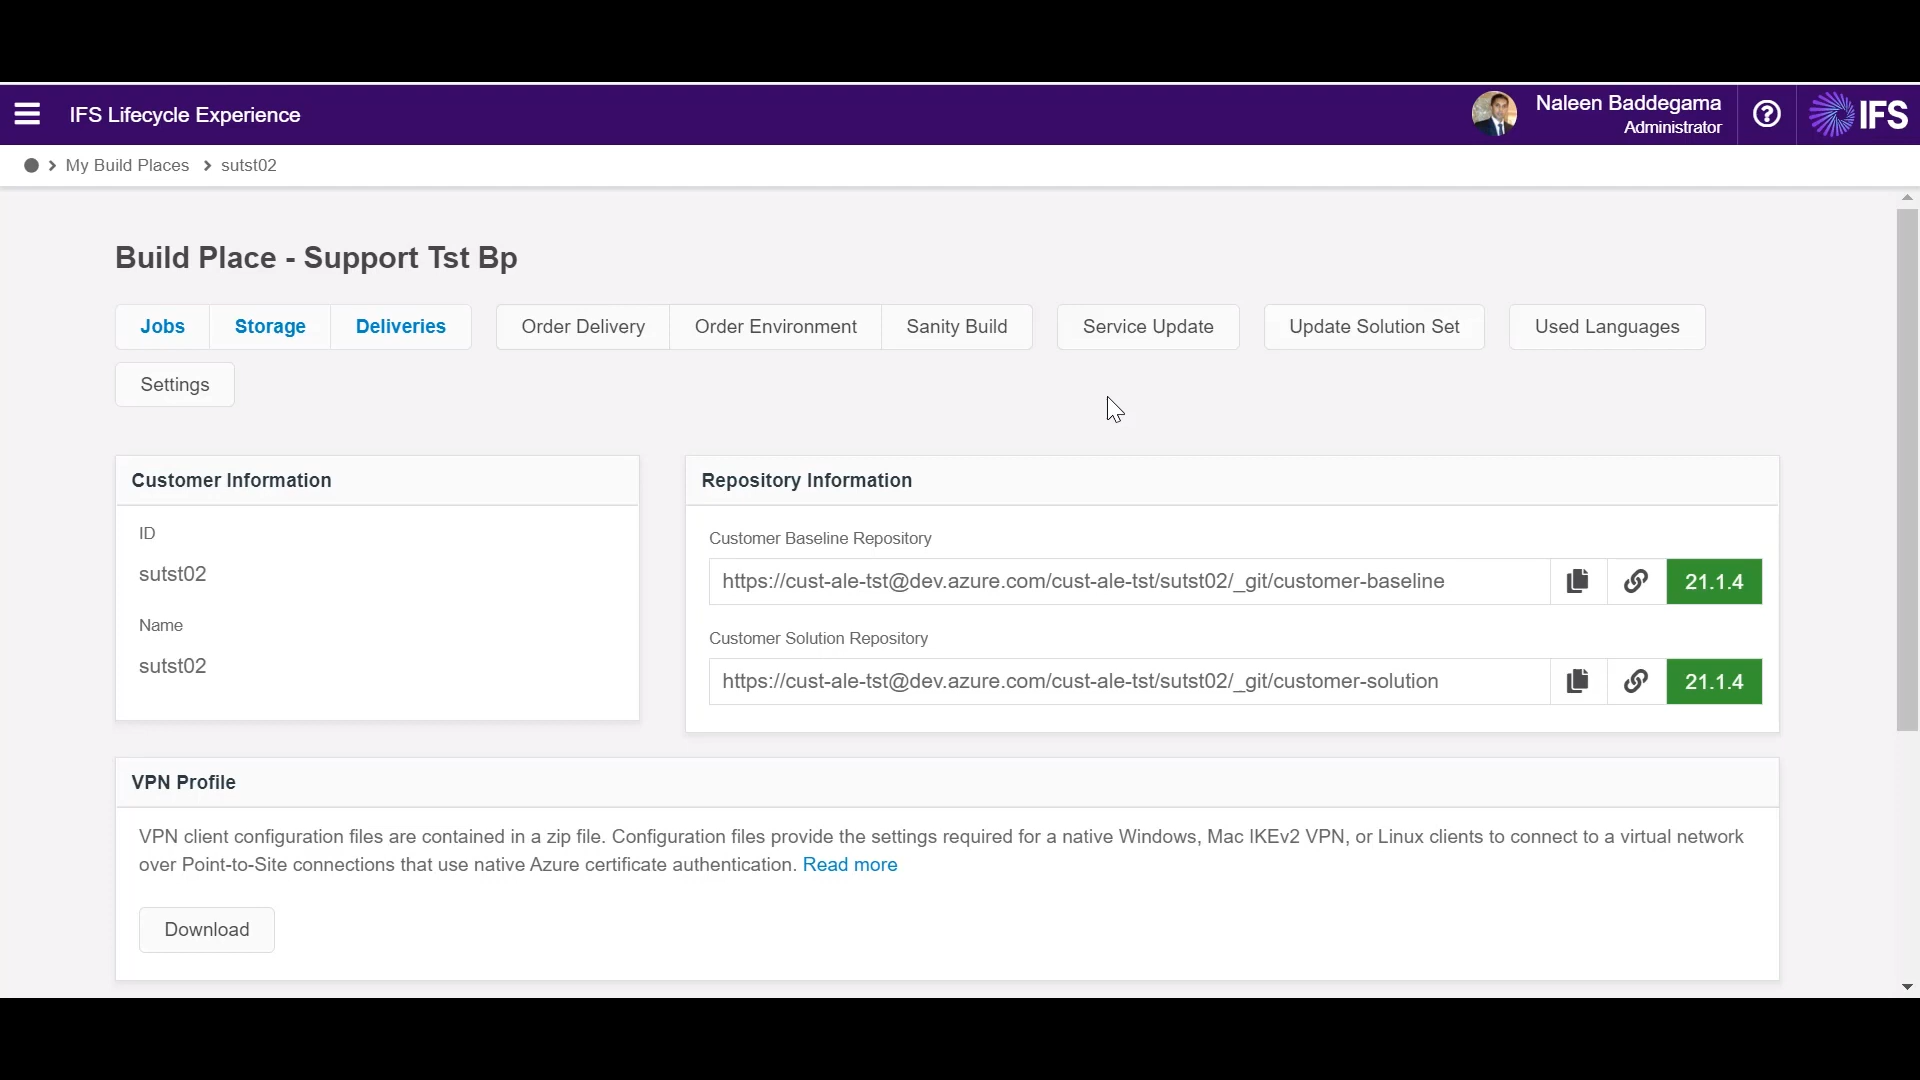 IFS Lifecycle Experience
Naleen Baddegama
Administrator
IFS
My Build Places
sutst02
Build Place - Support Tst Bp
Jobs
Storage
Deliveries
Order Delivery
Order Environment
Sanity Build
Service Update
Update Solution Set
Used Languages
Settings
Customer Information
ID
sutst02
Name
sutst02
Repository Information
Customer Baseline Repository
https://cust-ale-tst@dev.azure.com/cust-ale-tst/sutst02/_git/customer-baseline
21.1.4
Customer Solution Repository
https://cust-ale-tst@dev.azure.com/cust-ale-tst/sutst02/_git/customer-solution
21.1.4
VPN Profile
VPN client configuration files are contained in a zip file. Configuration files provide the settings required for a native Windows, Mac IKEv2 VPN, or Linux clients to connect to a virtual network
over Point-to-Site connections that use native Azure certificate authentication. Read more
Download